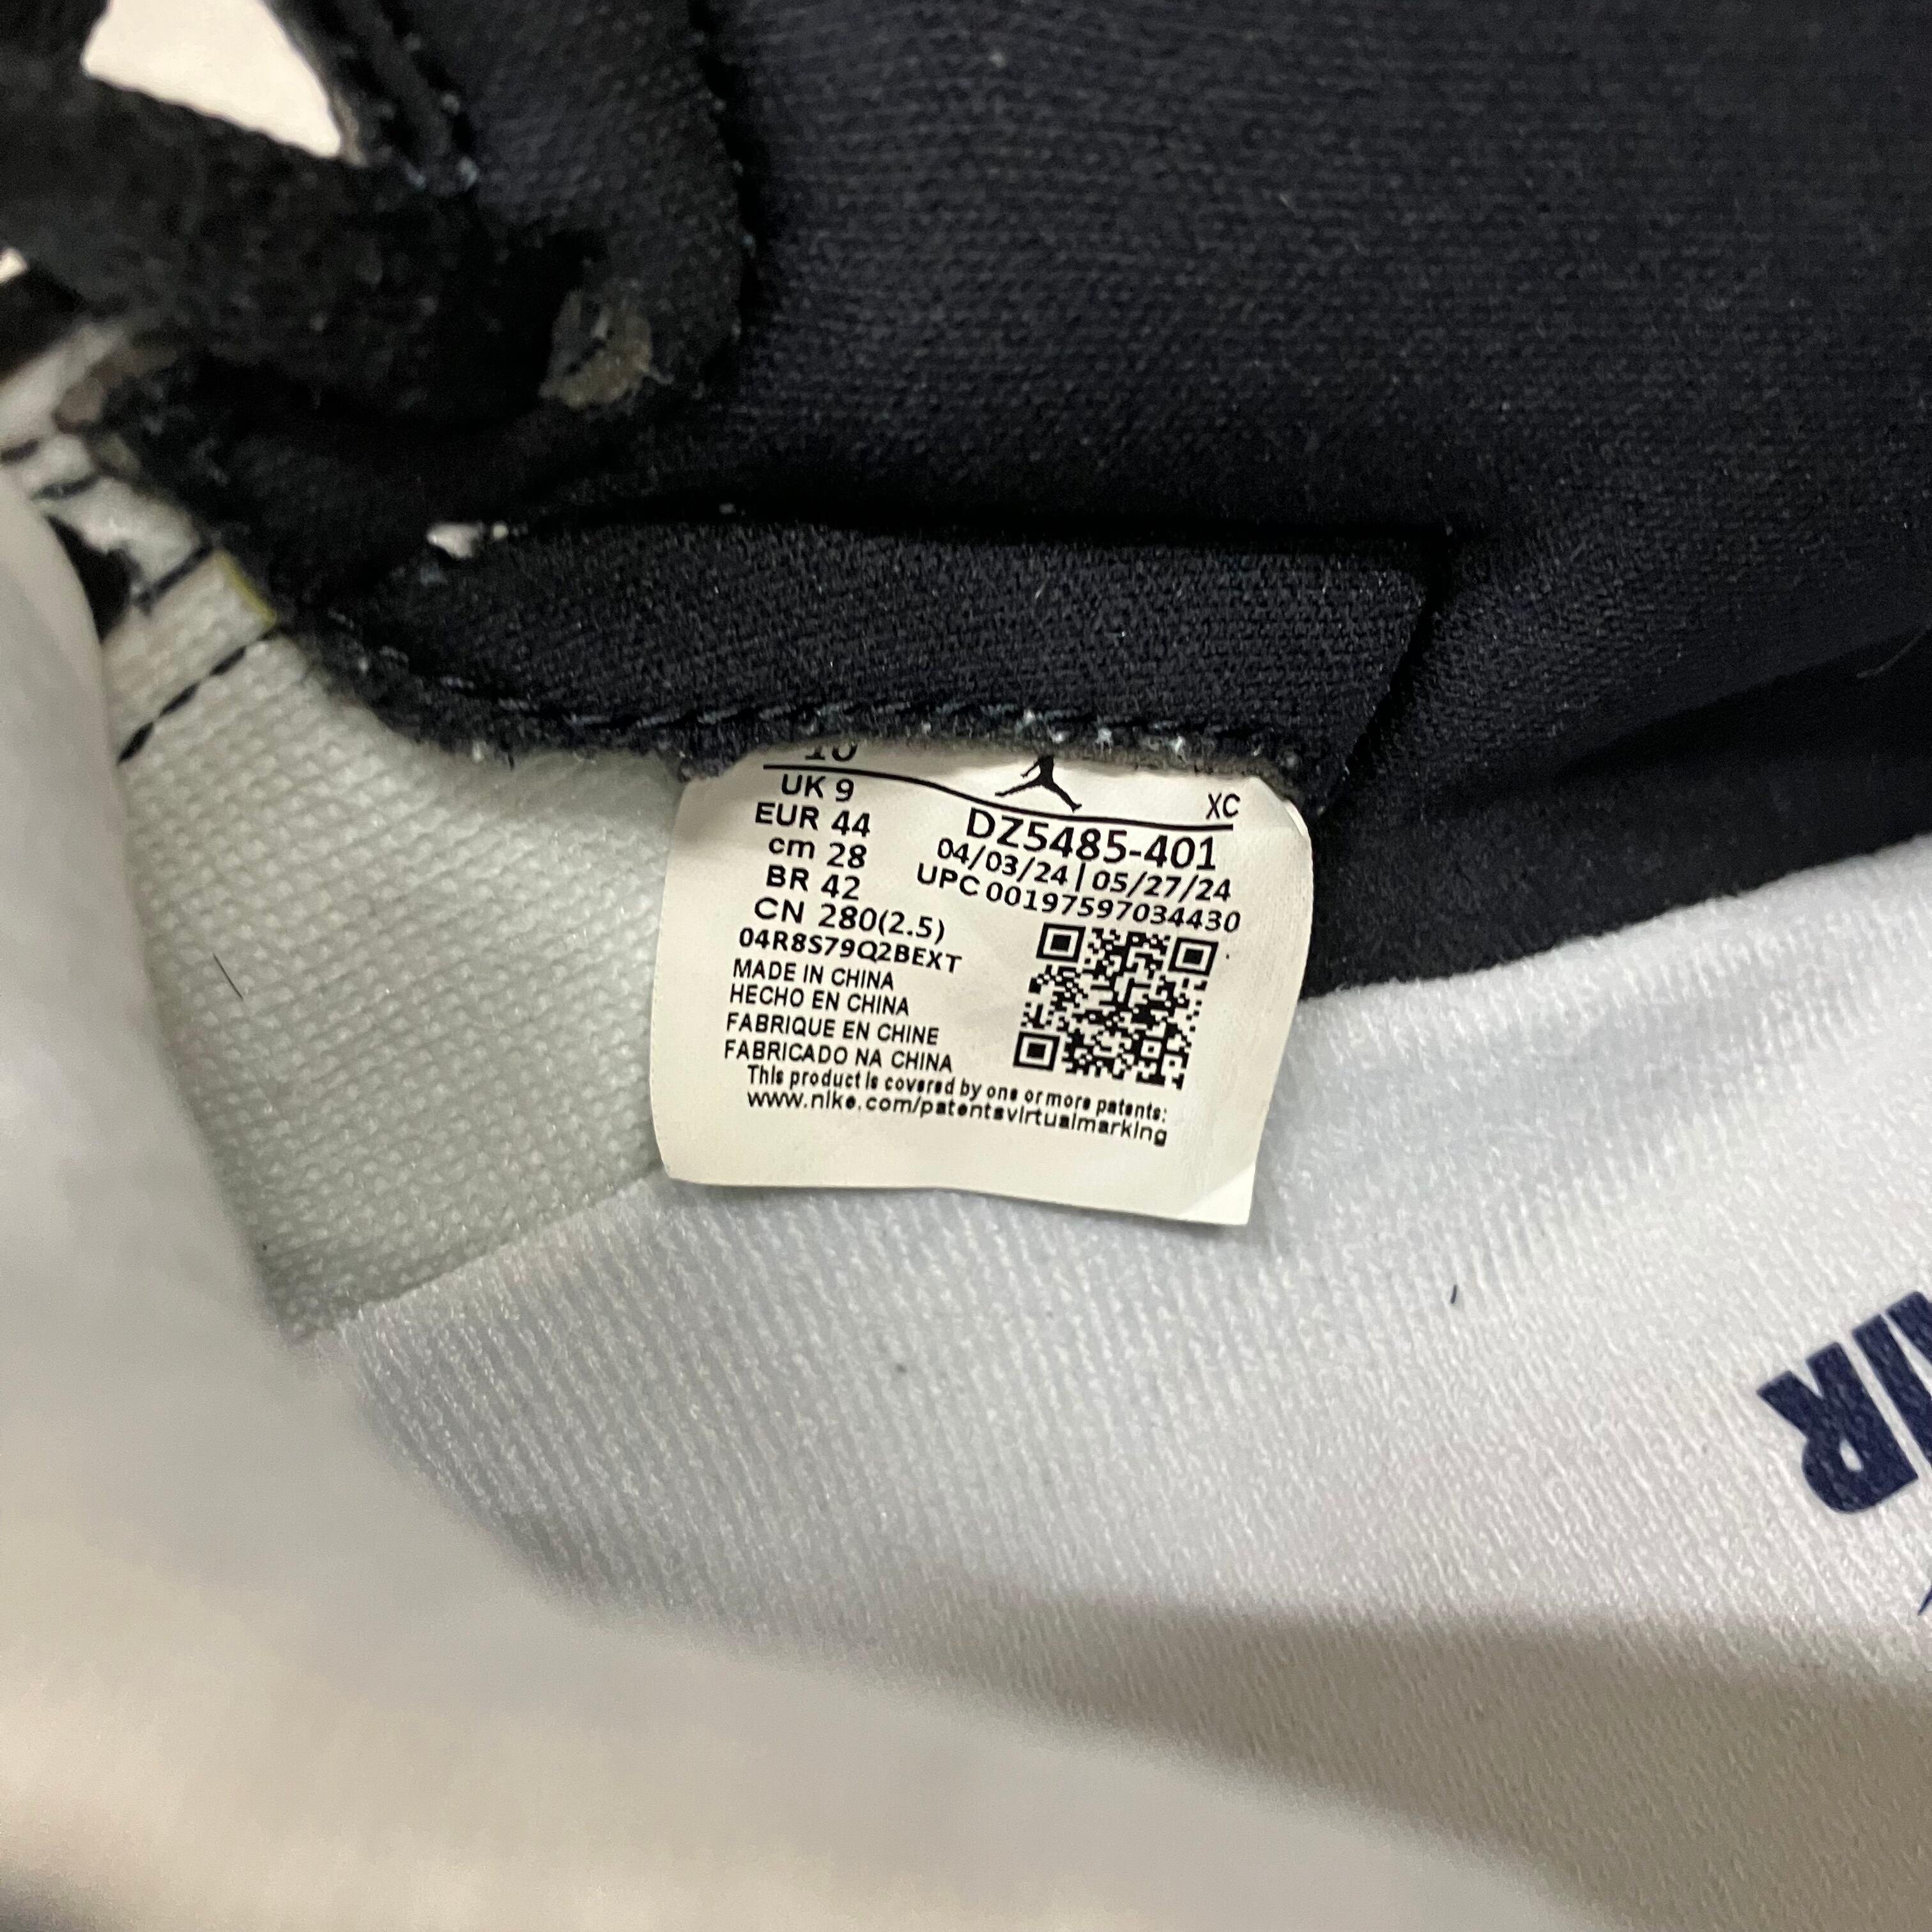 10
UK 9
EUR 44
cm 28
BR 42
CN 280(2.5)
04R8S79Q2BEXT
XC
DZ5485-401
04/03/24 | 05/27/24
UPC 00197597034430
MADE IN CHINA
HECHO EN CHINA
FABRIQUE EN CHINE
FABRICADO NA CHINA
This product is covered by one or more patents:
www.nike.com/patentsvirtualmarking
AIR